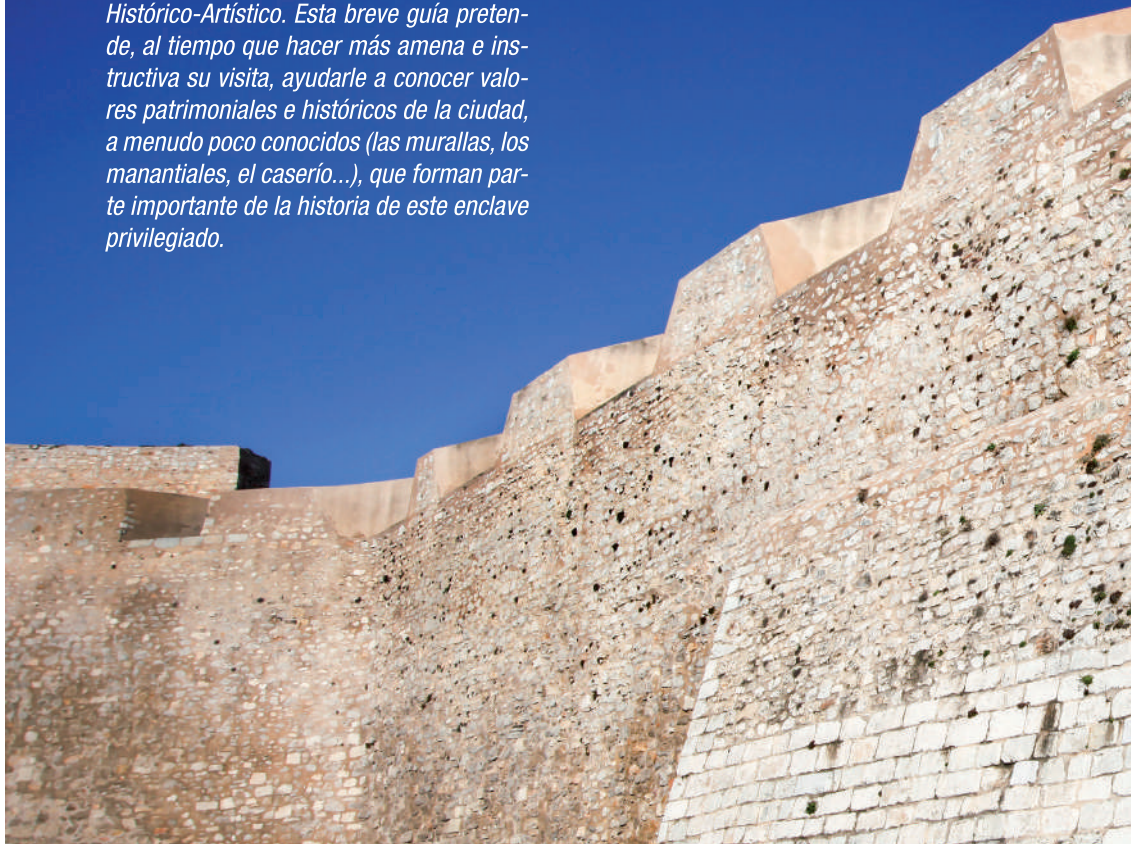 Histórico-Artístico. Esta breve guía preten-
de, al tiempo que hacer más amena e ins-
tructiva su visita, ayudarle a conocer valo-
res patrimoniales e históricos de la ciudad,
a menudo poco conocidos (las murallas, los
manantiales, el caserío...), que forman par-
te importante de la historia de este enclave
privilegiado.